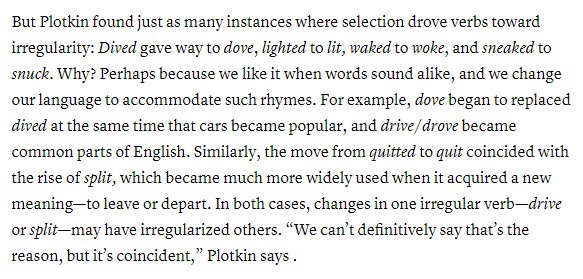 But Plotkin found just as many instances where selection drove verbs toward
irregularity: Dived gave way to dove, lighted to lit, waked to woke, and sneaked to
snuck. Why? Perhaps because we like it when words sound alike, and we change
our language to accommodate such rhymes. For example, dove began to replaced
dived at the same time that cars became popular, and drive/drove became
common parts of English. Similarly, the move from quitted to quit coincided with
the rise of split, which became much more widely used when it acquired a new
meaning—to leave or depart. In both cases, changes in one irregular verb—drive
or split—may have irregularized others. “We can’t definitively say that’s the
reason, but it’s coincident,” Plotkin says .